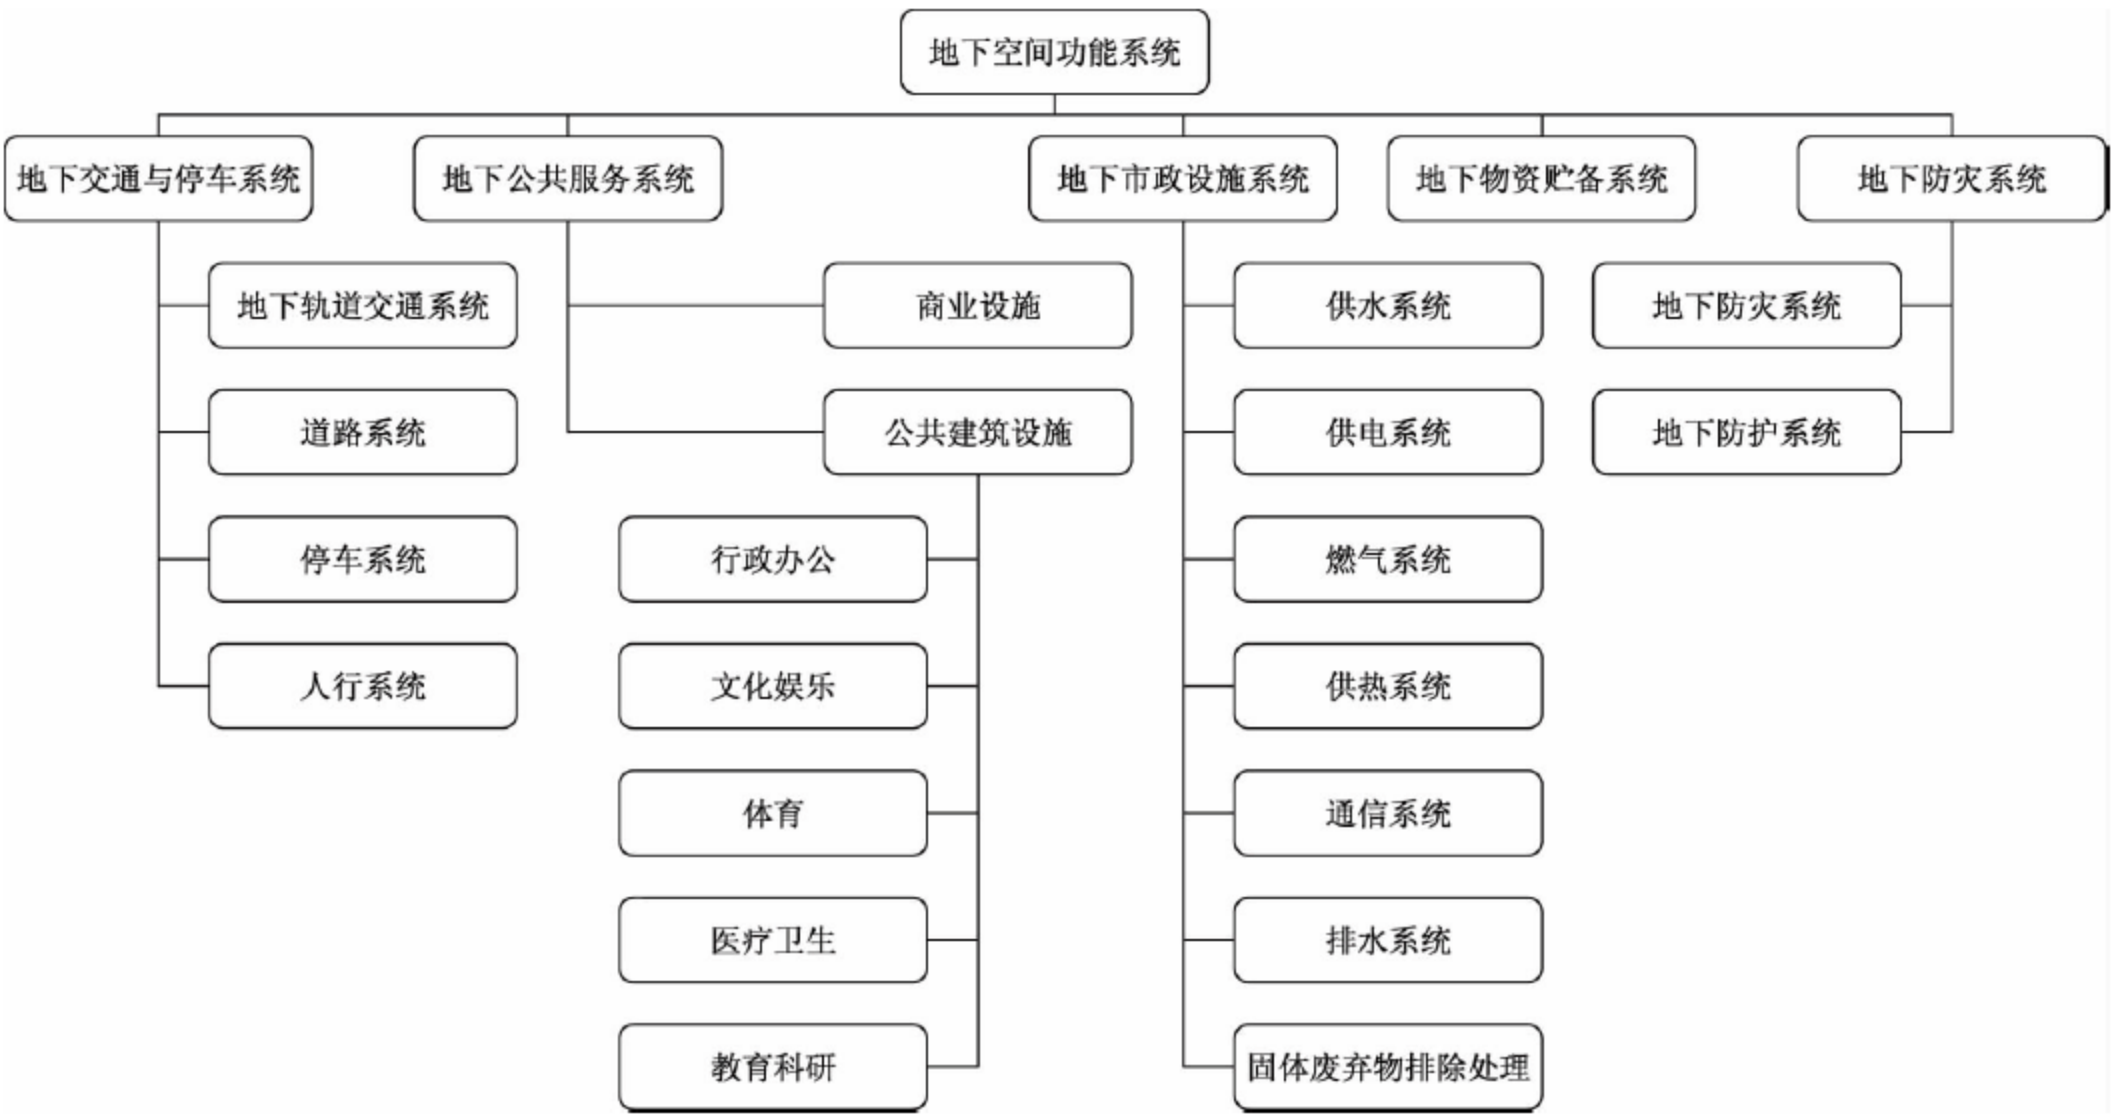 地下空间功能系统
地下交通与停车系统
地下公共服务系统
地下市政设施系统
地下物资贮备系统
地下防灾系统
地下轨道交通系统
商业设施
供水系统
地下防灾系统
道路系统
公共建筑设施
供电系统
地下防护系统
停车系统
行政办公
燃气系统
人行系统
文化娱乐
供热系统
体育
通信系统
医疗卫生
排水系统
教育科研
固体废弃物排除处理